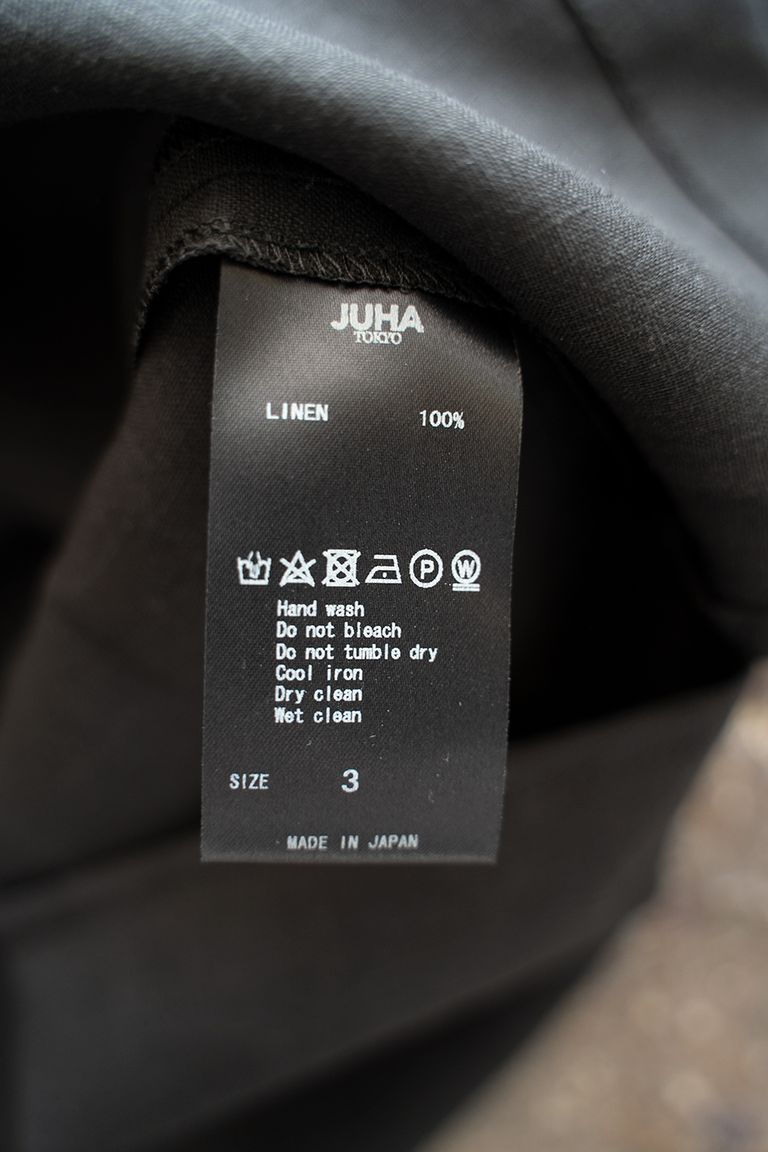 JUHA
TOKYO
LINEN 100%
P W
Hand wash
Do not bleach
Do not tumble dry
Cool iron
Dry clean
Wet clean
SIZE 3
MADE IN JAPAN